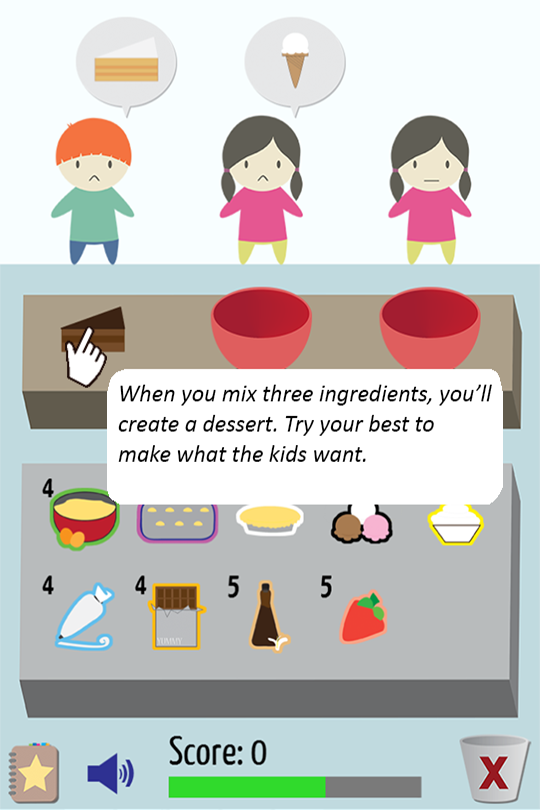 When you mix three ingredients, you'll
create a dessert. Try your best to
make what the kids want.
4
4
4
5
5
YUMMY
Score: 0
X